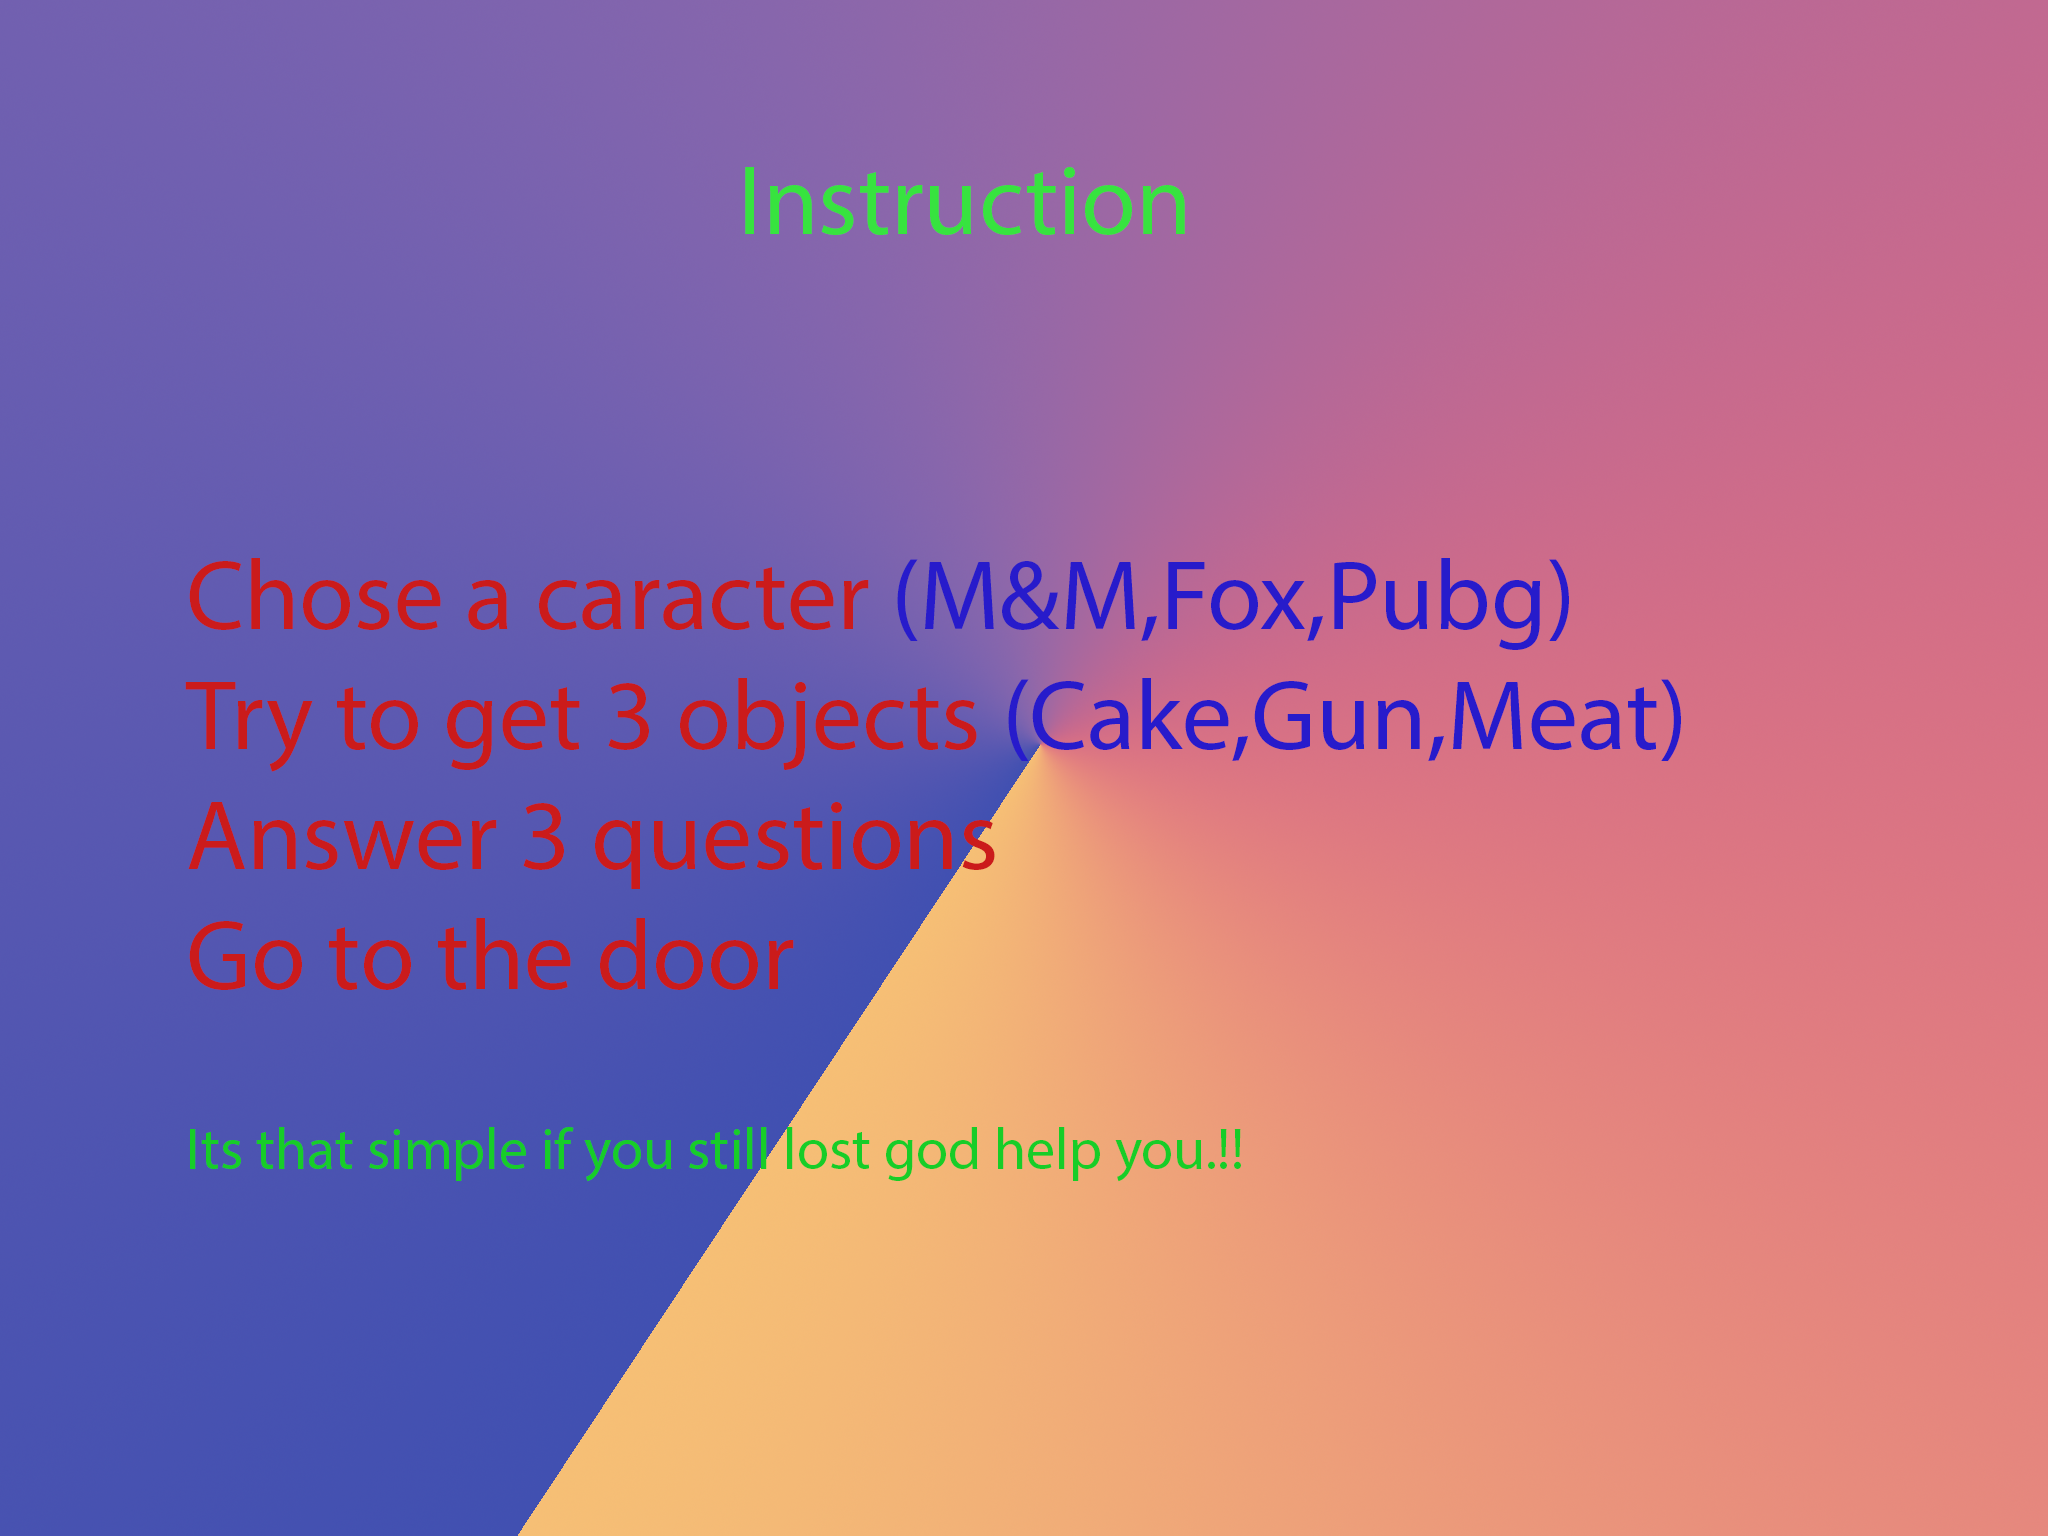 Instruction
Chose a caracter (M&M,Fox,Pubg)
Try to get 3 objects (Cake,Gun,Meat)
Answer 3 questions
Go to the door
Its that simple if you still lost god help you.!!